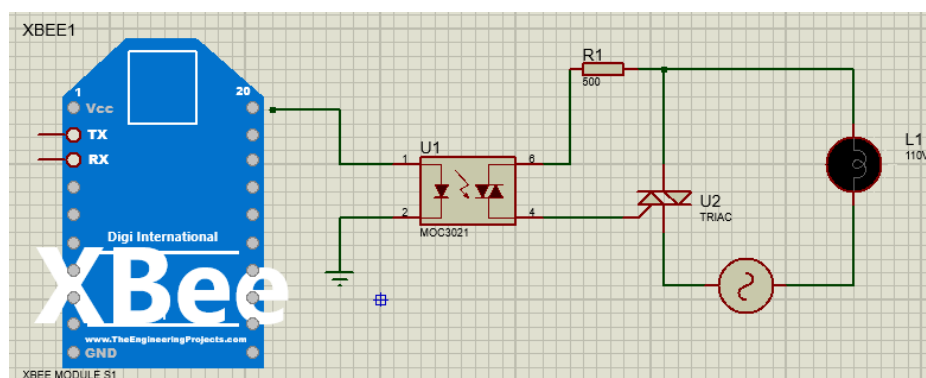 XBEE1
1
20
Vcc
TX
RX
Digi International
XBee
www.TheEngineeringProjects.com
GND
XBEE MODULE S1
U1
1
2
6
4
MOC3021
R1
500
U2
TRIAC
L1
110V